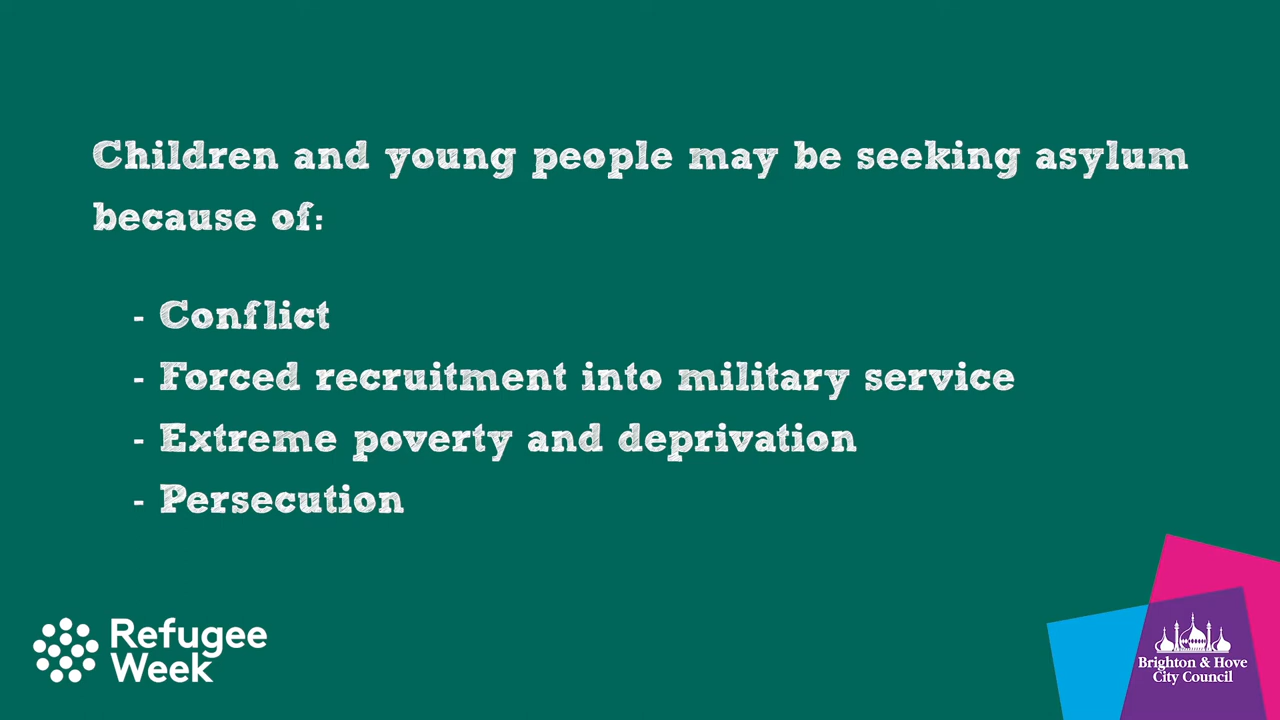 Children and young people may be seeking asylum
because of:
- Conflict
- Forced recruitment into military service
- Extreme poverty and deprivation
- Persecution
Refugee
Week
Brighton & Hove
City Council